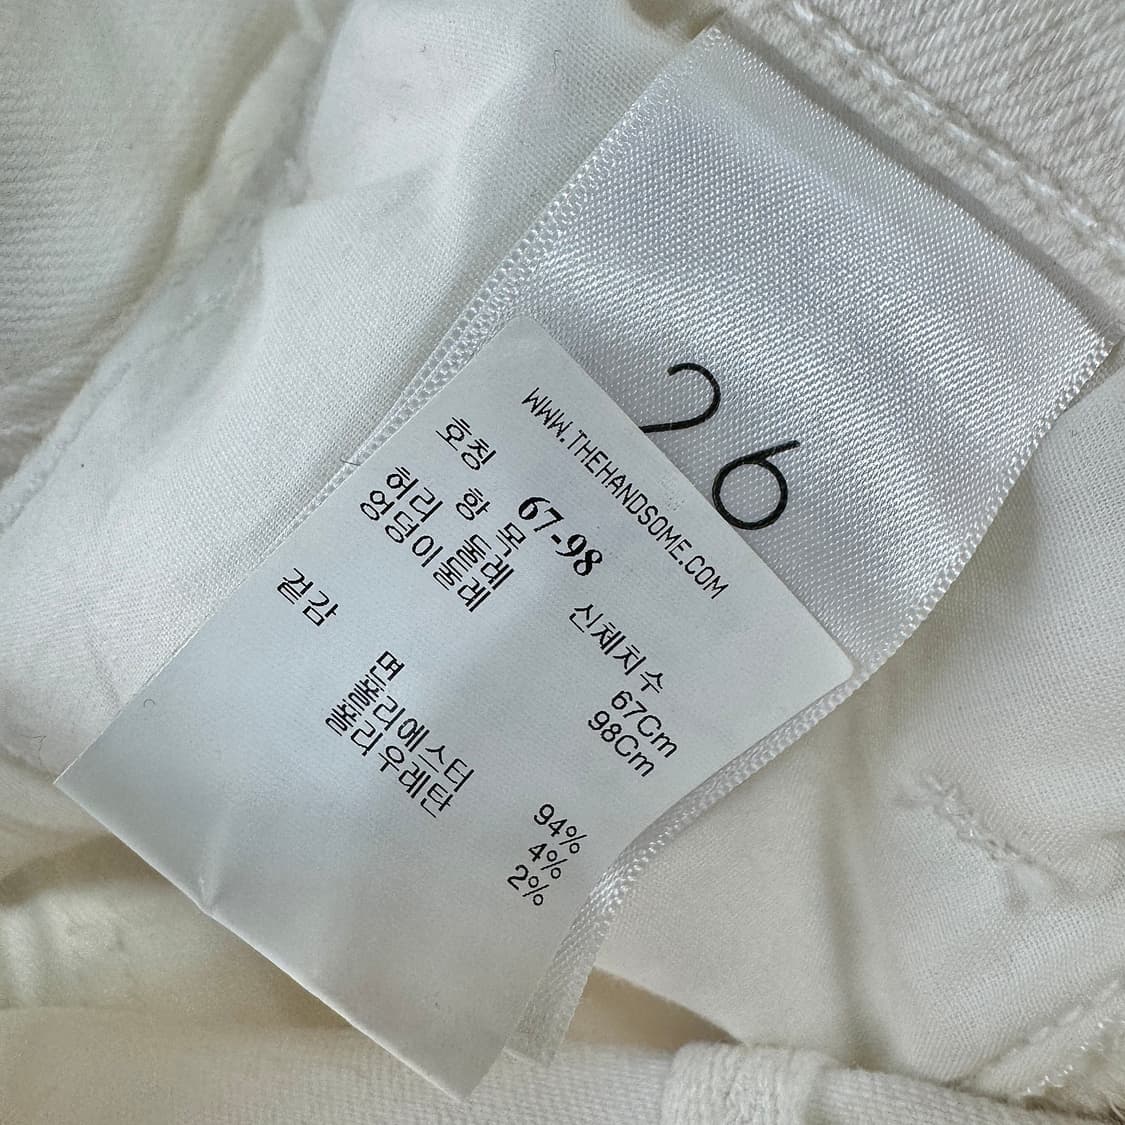 26
WWW.THEHANDSOME.COM
호칭 67-98
항 목 신체치수
허리 둘레 67Cm
엉덩이둘레 98Cm
겉감
면 94%
폴리에스터 4%
폴리우레탄 2%